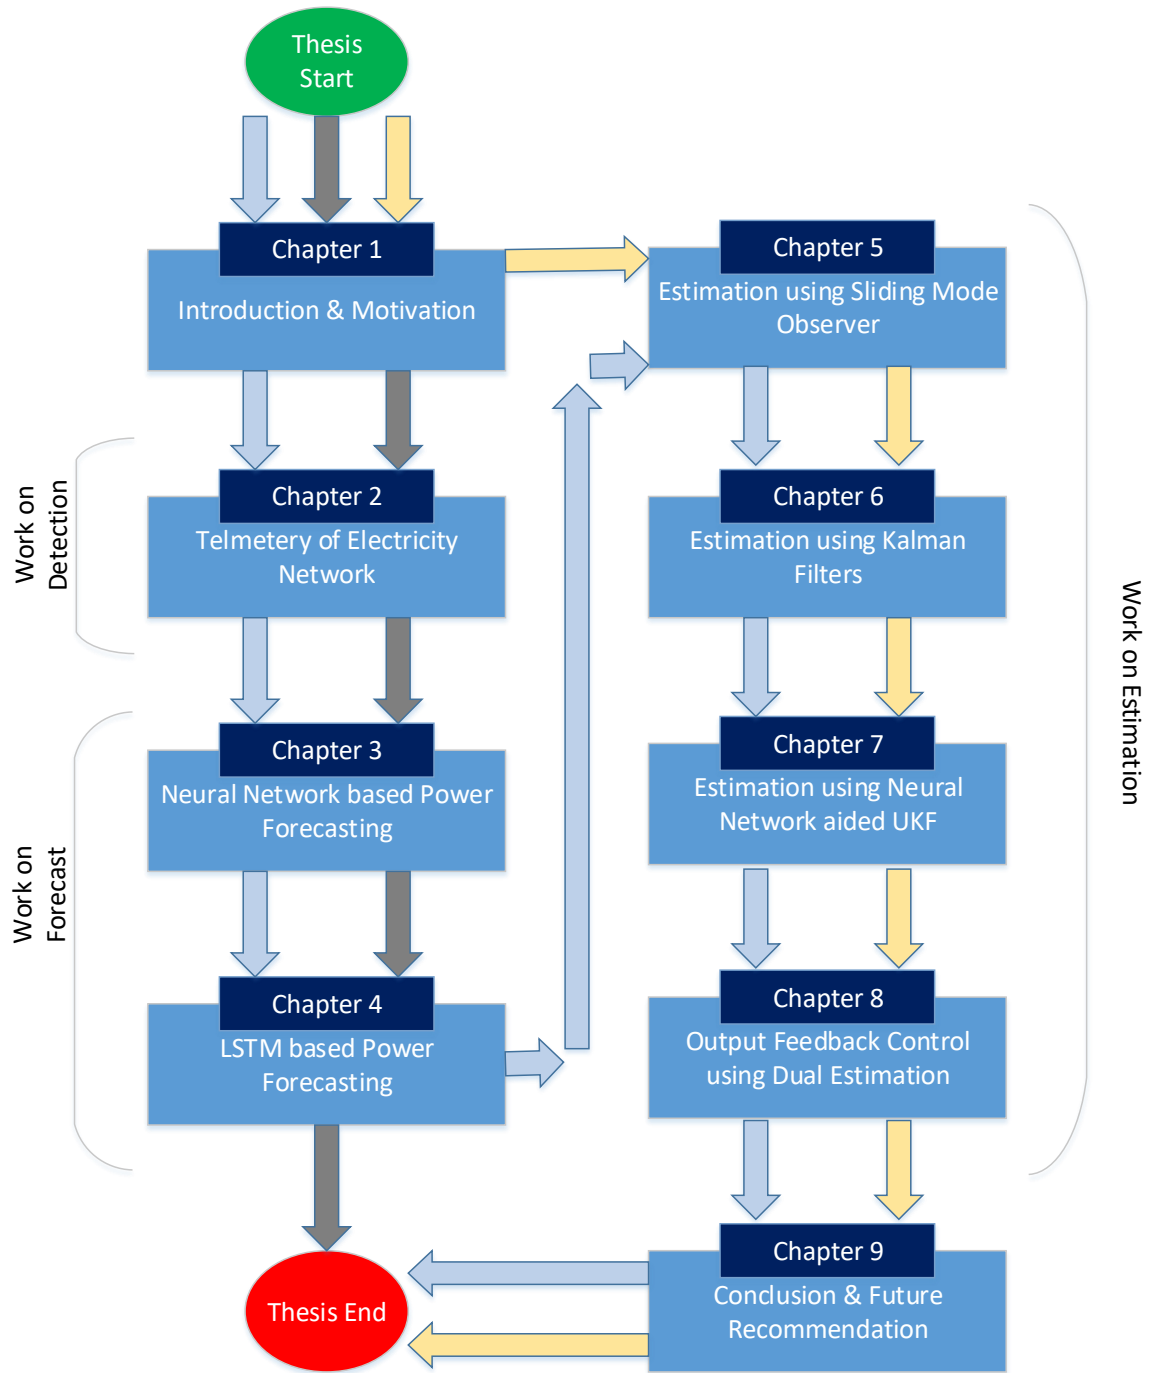 Thesis
Start
Chapter 1
Introduction & Motivation
Work on
Detection
Chapter 2
Telmetery of Electricity
Network
Work on
Forecast
Chapter 3
Neural Network based Power
Forecasting
Chapter 4
LSTM based Power
Forecasting
Thesis End
Chapter 5
Estimation using Sliding Mode
Observer
Chapter 6
Estimation using Kalman
Filters
Chapter 7
Estimation using Neural
Network aided UKF
Chapter 8
Output Feedback Control
using Dual Estimation
Chapter 9
Conclusion & Future
Recommendation
Work on Estimation